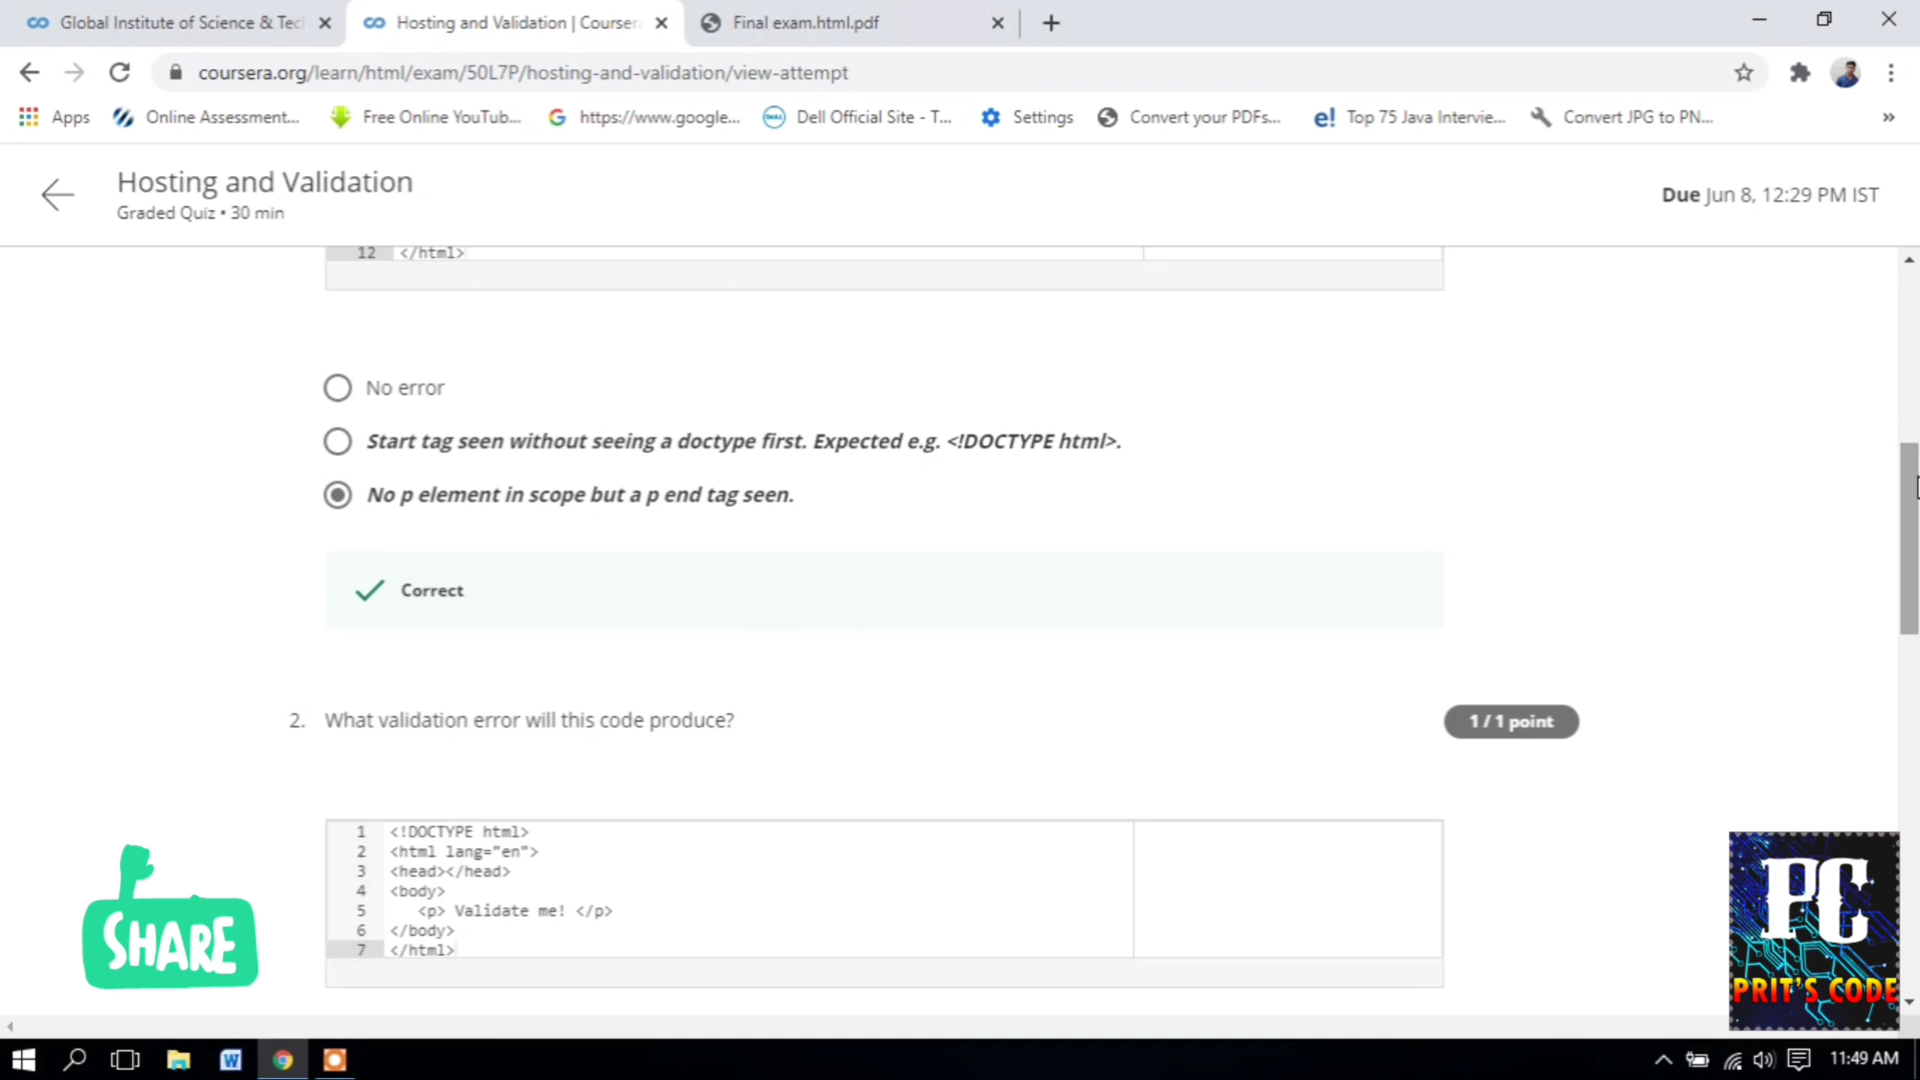 Global Institute of Science & Tec
Hosting and Validation | Courser
Final exam.html.pdf
coursera.org/learn/html/exam/50L7P/hosting-and-validation/view-attempt
Apps
Online Assessment...
Free Online YouTub...
https://www.google...
Dell Official Site - T...
Settings
Convert your PDFs...
e!
Top 75 Java Intervie...
Convert JPG to PN...
»
Hosting and Validation
Graded Quiz • 30 min
Due Jun 8, 12:29 PM IST
12 </html>
No error
Start tag seen without seeing a doctype first. Expected e.g. <!DOCTYPE html>.
No p element in scope but a p end tag seen.
Correct
2. What validation error will this code produce?
1 / 1 point
1 <!DOCTYPE html>
2 <html lang="en">
3 <head></head>
4 <body>
5 <p> Validate me! </p>
6 </body>
7 </html>
SHARE
PC
PRIT'S CODE
11:49 AM